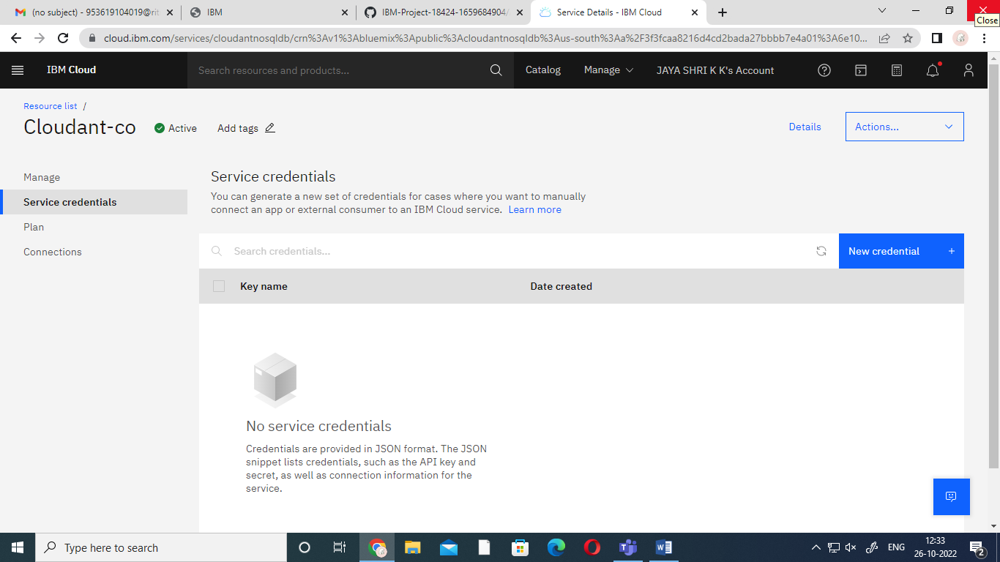 (no subject) - 953619104019@rit
IBM
IBM-Project-18424-1659684904/
Service Details - IBM Cloud
Close
cloud.ibm.com/services/cloudantnosqldb/crn%3Av1%3Abluemix%3Apublic%3Acloudantnosqldb%3Aus-south%3Aa%2F3f3fcaa8216d4cd2bada27bbbb7e4a01%3A6e10...
IBM Cloud
Search resources and products...
Catalog
Manage
JAYA SHRI K K's Account
Resource list /
Cloudant-co
Active
Add tags
Details
Actions...
Manage
Service credentials
Plan
Connections
Service credentials
You can generate a new set of credentials for cases where you want to manually
connect an app or external consumer to an IBM Cloud service. Learn more
Search credentials...
New credential +
Key name
Date created
No service credentials
Credentials are provided in JSON format. The JSON
snippet lists credentials, such as the API key and
secret, as well as connection information for the
service.
Type here to search
ENG
12:33
26-10-2022
2